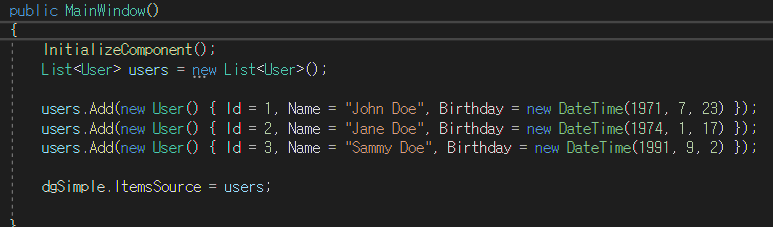 public MainWindow()
{
InitializeComponent();
List<User> users = new List<User>();
users.Add(new User() { Id = 1, Name = "John Doe", Birthday = new DateTime(1971, 7, 23) });
users.Add(new User() { Id = 2, Name = "Jane Doe", Birthday = new DateTime(1974, 1, 17) });
users.Add(new User() { Id = 3, Name = "Sammy Doe", Birthday = new DateTime(1991, 9, 2) });
dgSimple.ItemsSource = users;
}